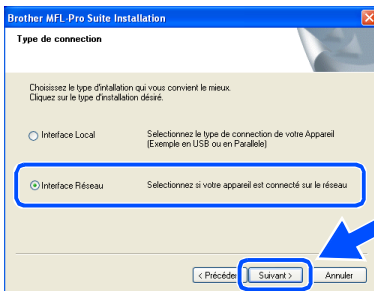 Brother MFL-Pro Suite Installation
Type de connection
Choisissez le type d'intallation qui vous convient le mieux.
Cliquez sur le type d'installation désiré.
Interface Local
Selectionnez le type de connection de votre Appareil
(Exemple en USB ou en Parallele)
Interface Réseau
Selectionnez si votre appareil est connecté sur le réseau
< Précéden
Suivant >
Annuler